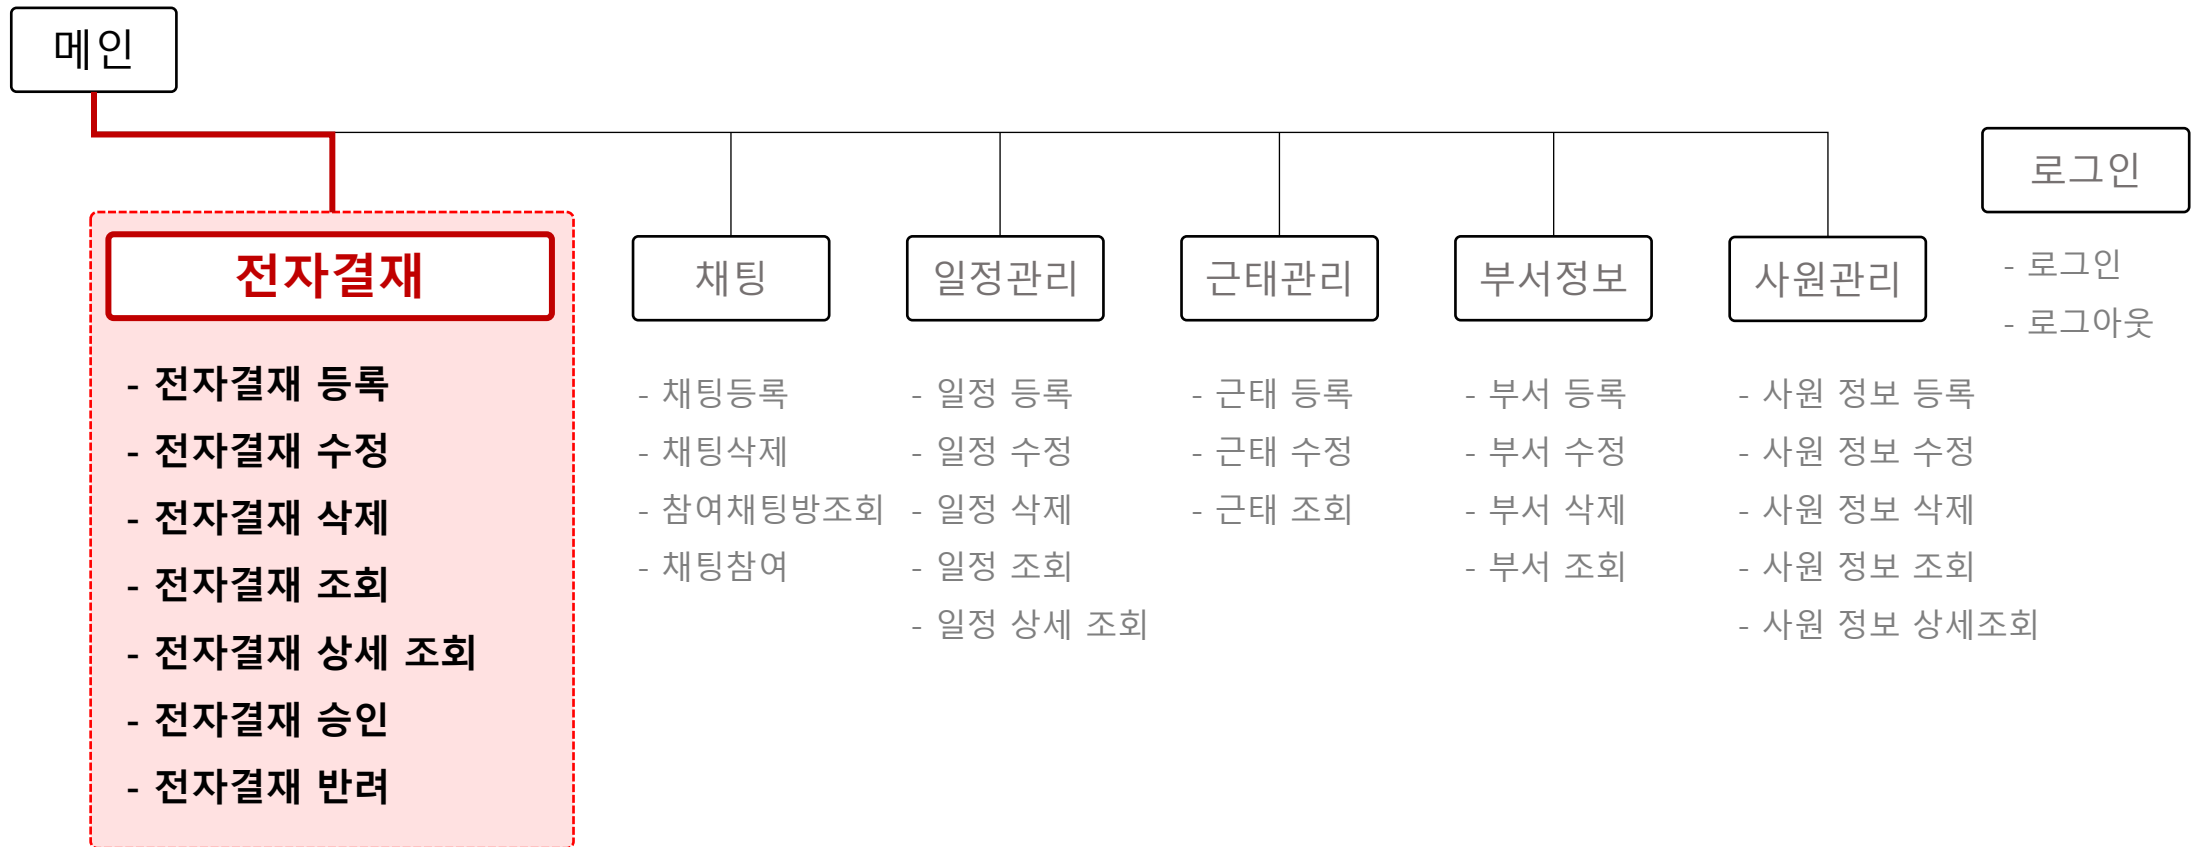 메인
로그인
- 로그인
- 로그아웃
전자결재
- 전자결재 등록
- 전자결재 수정
- 전자결재 삭제
- 전자결재 조회
- 전자결재 상세 조회
- 전자결재 승인
- 전자결재 반려
채팅
- 채팅등록
- 채팅삭제
- 참여채팅방조회
- 채팅참여
일정관리
- 일정 등록
- 일정 수정
- 일정 삭제
- 일정 조회
- 일정 상세 조회
근태관리
- 근태 등록
- 근태 수정
- 근태 조회
부서정보
- 부서 등록
- 부서 수정
- 부서 삭제
- 부서 조회
사원관리
- 사원 정보 등록
- 사원 정보 수정
- 사원 정보 삭제
- 사원 정보 조회
- 사원 정보 상세조회